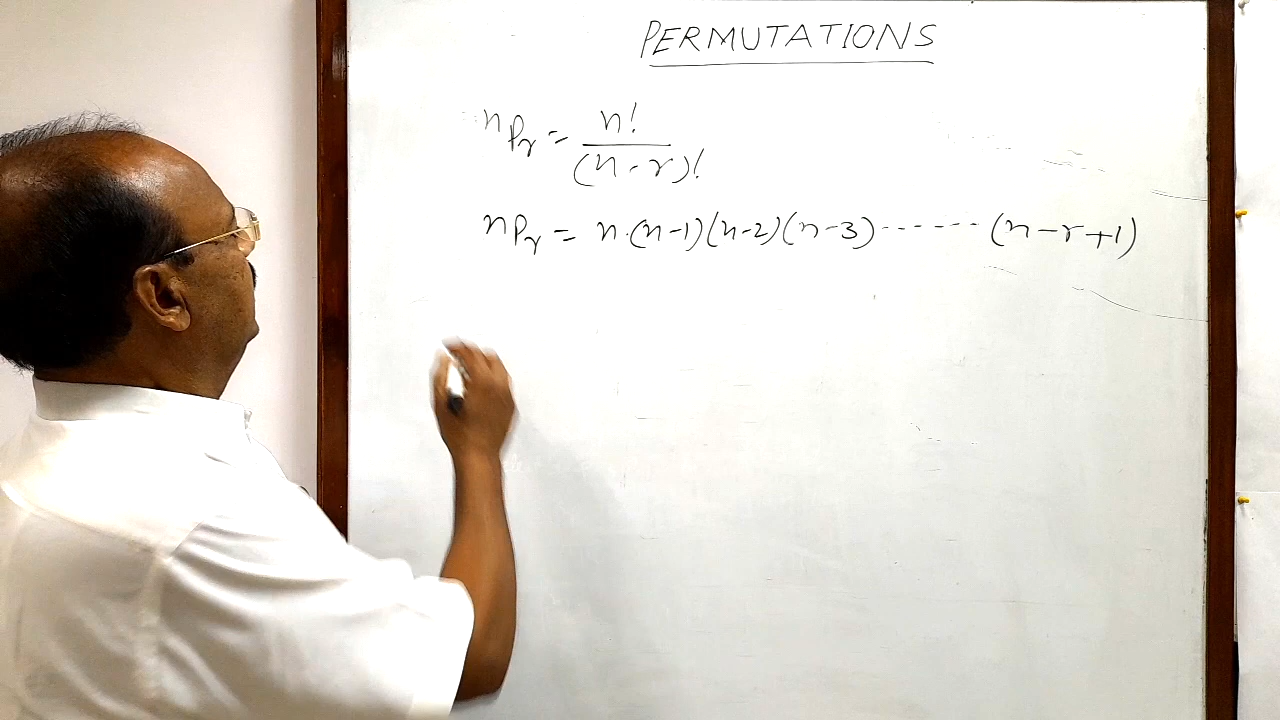 PERMUTATIONS
nPr = n! / (n-r)!
nPr = n·(n-1)(n-2)(n-3)------(n-r+1)